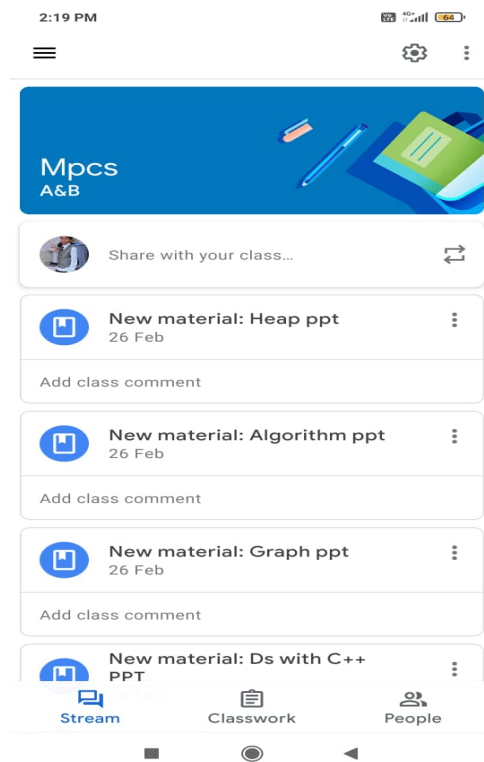 2:19 PM
4G+
64
Mpcs
A&B
Share with your class...
New material: Heap ppt
26 Feb
Add class comment
New material: Algorithm ppt
26 Feb
Add class comment
New material: Graph ppt
26 Feb
Add class comment
New material: Ds with C++
PPT
Stream
Classwork
People